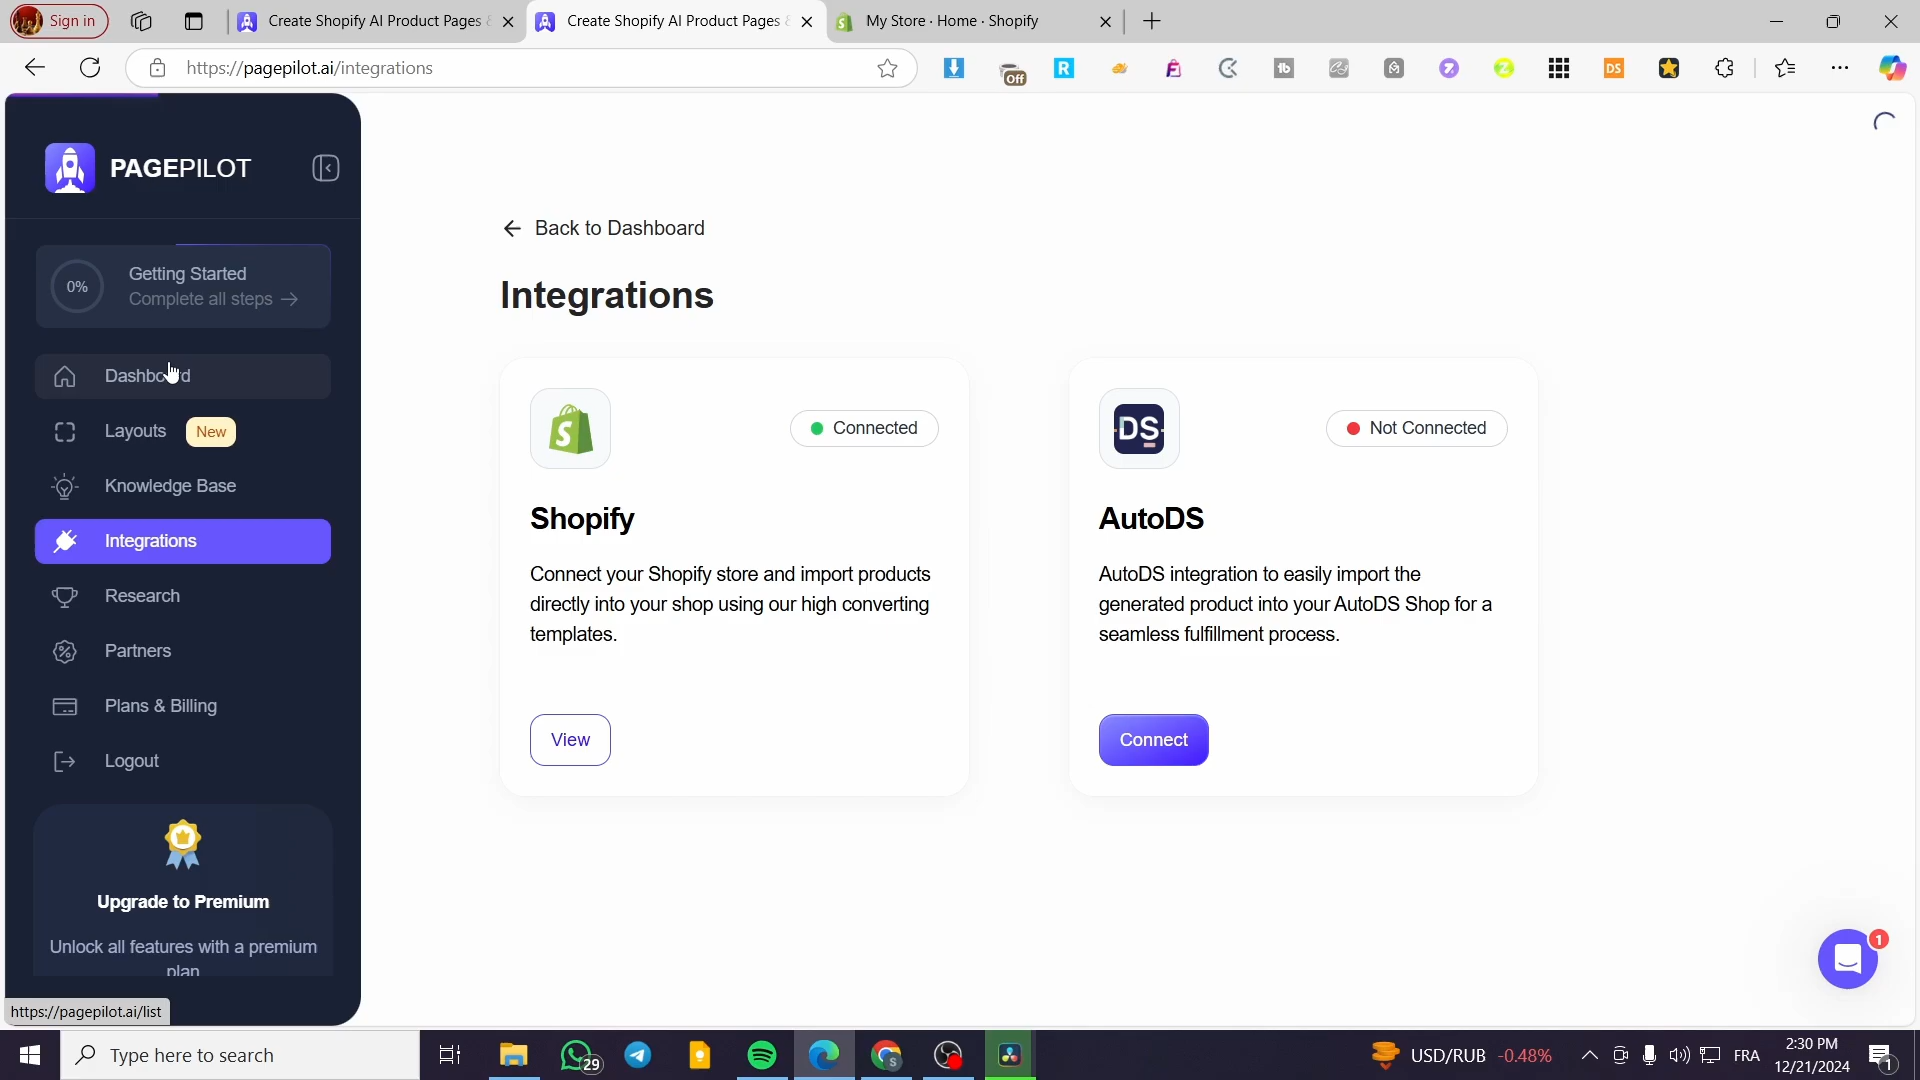 Sign in
Create Shopify AI Product Pages &
Create Shopify AI Product Pages &
My Store · Home · Shopify
https://pagepilot.ai/integrations
Off
R
tb
DS
PAGEPILOT
0%
Getting Started
Complete all steps →
Dashboard
Layouts
New
Knowledge Base
Integrations
Research
Partners
Plans & Billing
Logout
Upgrade to Premium
Unlock all features with a premium
plan
https://pagepilot.ai/list
← Back to Dashboard
Integrations
Connected
Shopify
Connect your Shopify store and import products
directly into your shop using our high converting
templates.
View
DS
Not Connected
AutoDS
AutoDS integration to easily import the
generated product into your AutoDS Shop for a
seamless fulfillment process.
Connect
1
Type here to search
29
USD/RUB -0.48%
FRA
2:30 PM
12/21/2024
1